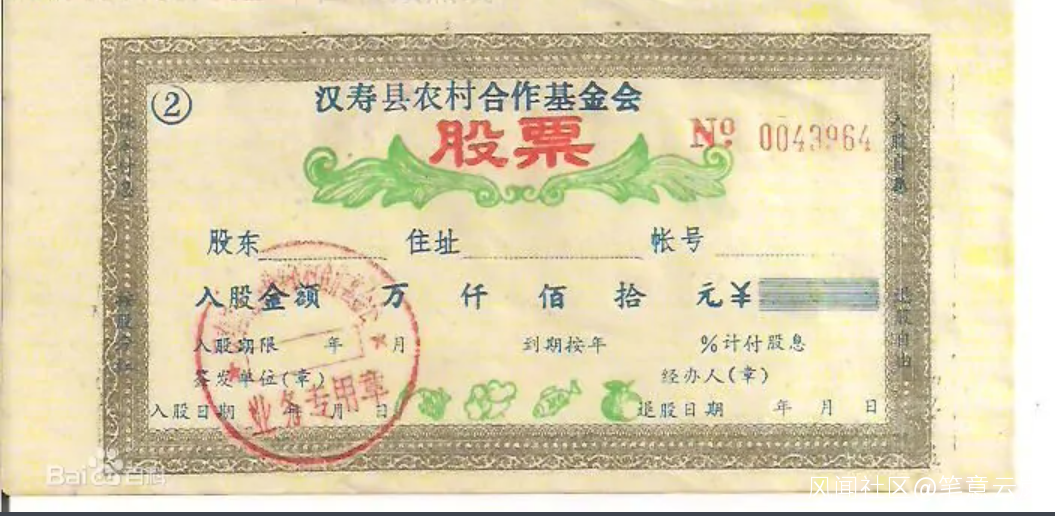 ②
汉寿县农村合作基金会
股票
Nº 0043964
股东 住址 帐号
入股金额 万 仟 佰 拾 元 ¥
入股期限 年 月 到期按年 %计付股息
签发单位(章) 经办人(章)
入股日期 年 月 日 退股日期 年 月 日
业务专用章
Bai 百科
风闻社区@笔意云